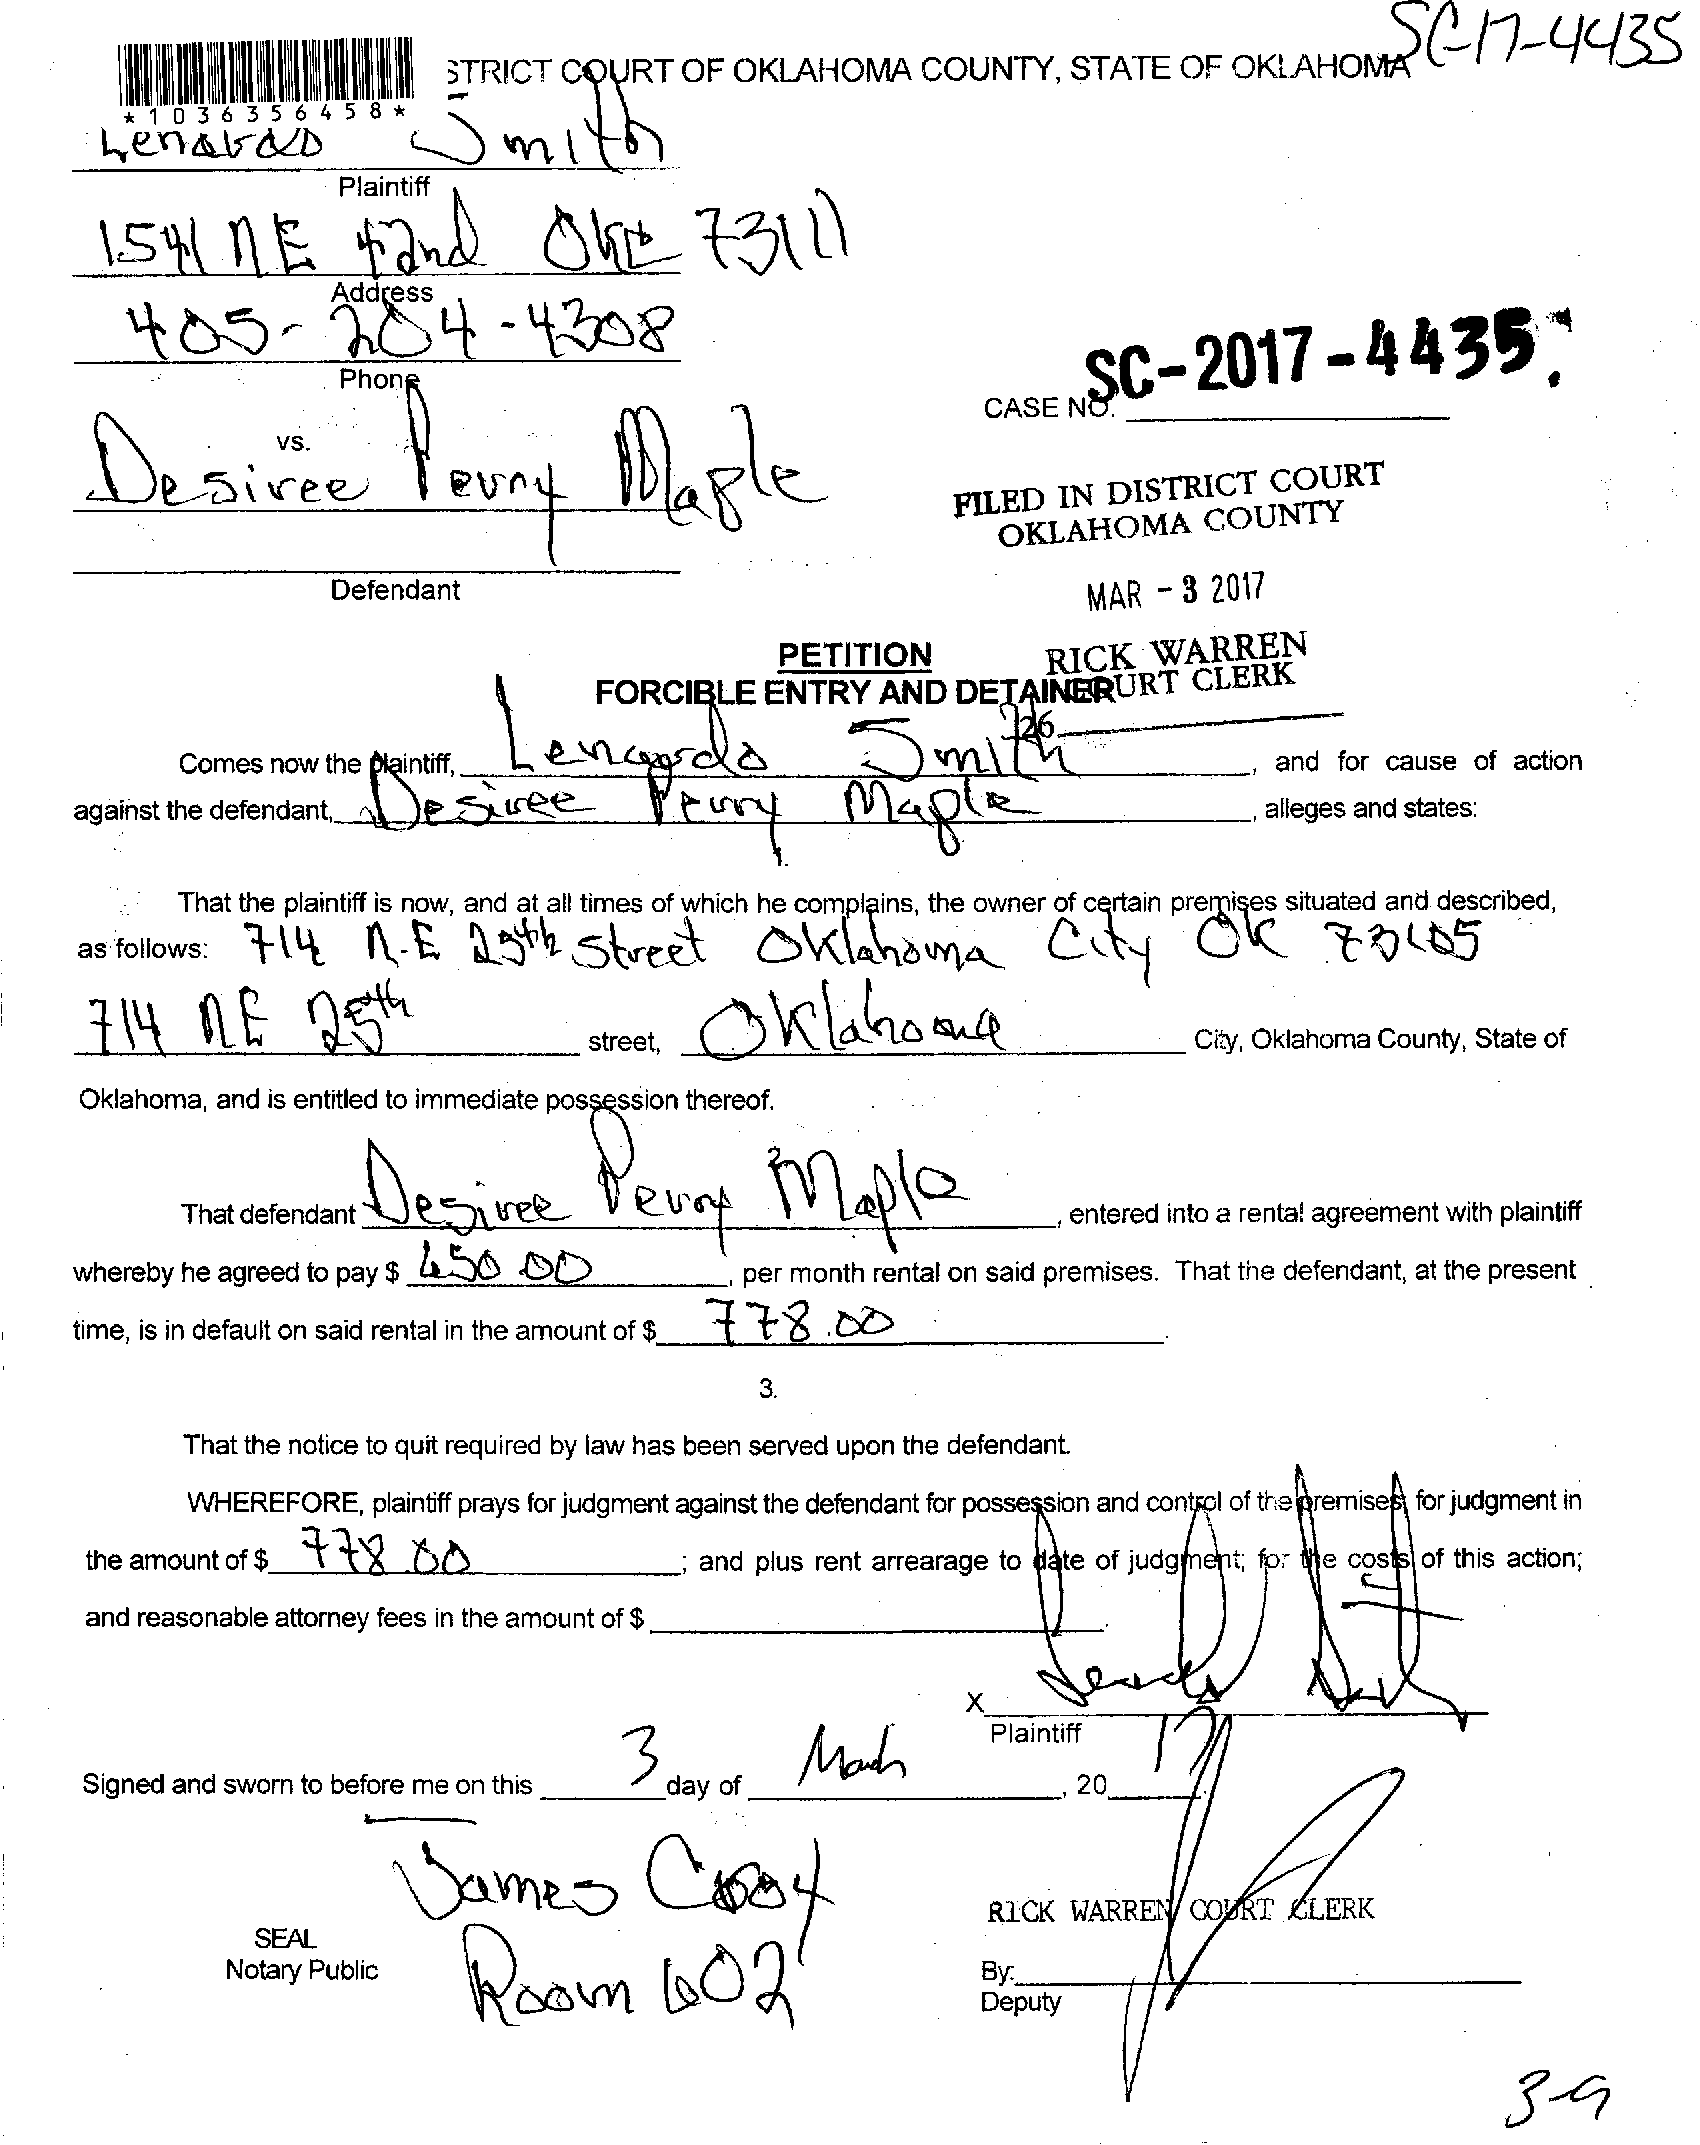 SC-17-4435
STRICT COURT OF OKLAHOMA COUNTY, STATE OF OKLAHOMA
*1036356458*
Lenardo Smith
Plaintiff
1541 NE 42nd OKC 73111
Address
405-204-4308
Phone
SC-2017-4435
CASE NO.
vs.
Desiree Perry Maple
FILED IN DISTRICT COURT
OKLAHOMA COUNTY
Defendant
MAR - 3 2017
PETITION
RICK WARREN
FORCIBLE ENTRY AND DETAINER
COURT CLERK
26
Comes now the plaintiff, Lenardo Smith, and for cause of action
against the defendant, Desiree Perry Maple, alleges and states:
That the plaintiff is now, and at all times of which he complains, the owner of certain premises situated and described,
as follows: 714 N.E 25th Street Oklahoma City OK 73105
714 NE 25th street, Oklahoma City, Oklahoma County, State of
Oklahoma, and is entitled to immediate possession thereof.
That defendant Desiree Perry Maple, entered into a rental agreement with plaintiff
whereby he agreed to pay $ 650.00, per month rental on said premises. That the defendant, at the present
time, is in default on said rental in the amount of $ 778.00.
3.
That the notice to quit required by law has been served upon the defendant.
WHEREFORE, plaintiff prays for judgment against the defendant for possession and control of the premises; for judgment in
the amount of $ 778.00; and plus rent arrearage to date of judgment; for the costs of this action;
and reasonable attorney fees in the amount of $.
X
Plaintiff
Signed and sworn to before me on this 3 day of March, 2017.
James Cory
RICK WARREN COURT CLERK
SEAL
Notary Public
Room 602
By:
Deputy
3-9